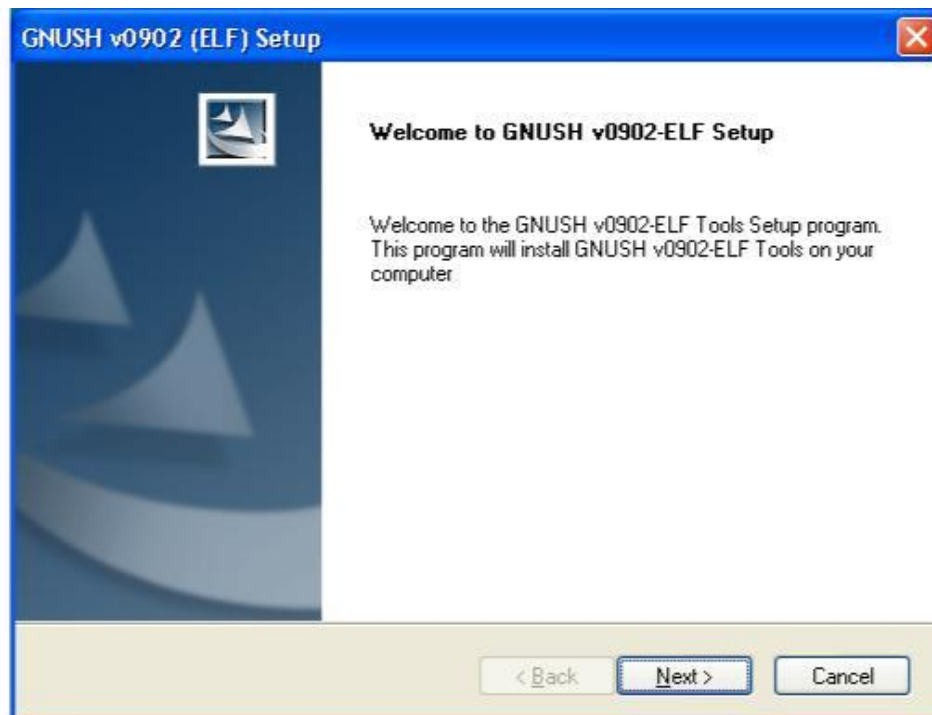 GNUSH v0902 (ELF) Setup
Welcome to GNUSH v0902-ELF Setup
Welcome to the GNUSH v0902-ELF Tools Setup program.
This program will install GNUSH v0902-ELF Tools on your
computer
< Back
Next >
Cancel